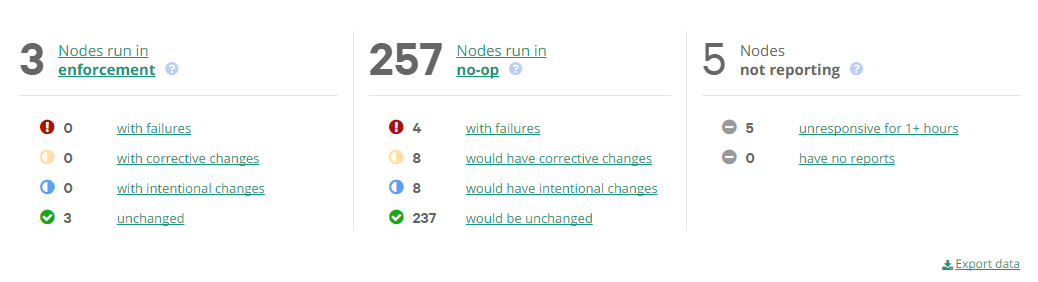 3 Nodes run in
enforcement ?
0 with failures
0 with corrective changes
0 with intentional changes
3 unchanged
257 Nodes run in
no-op ?
4 with failures
8 would have corrective changes
8 would have intentional changes
237 would be unchanged
5 Nodes
not reporting ?
5 unresponsive for 1+ hours
0 have no reports
Export data